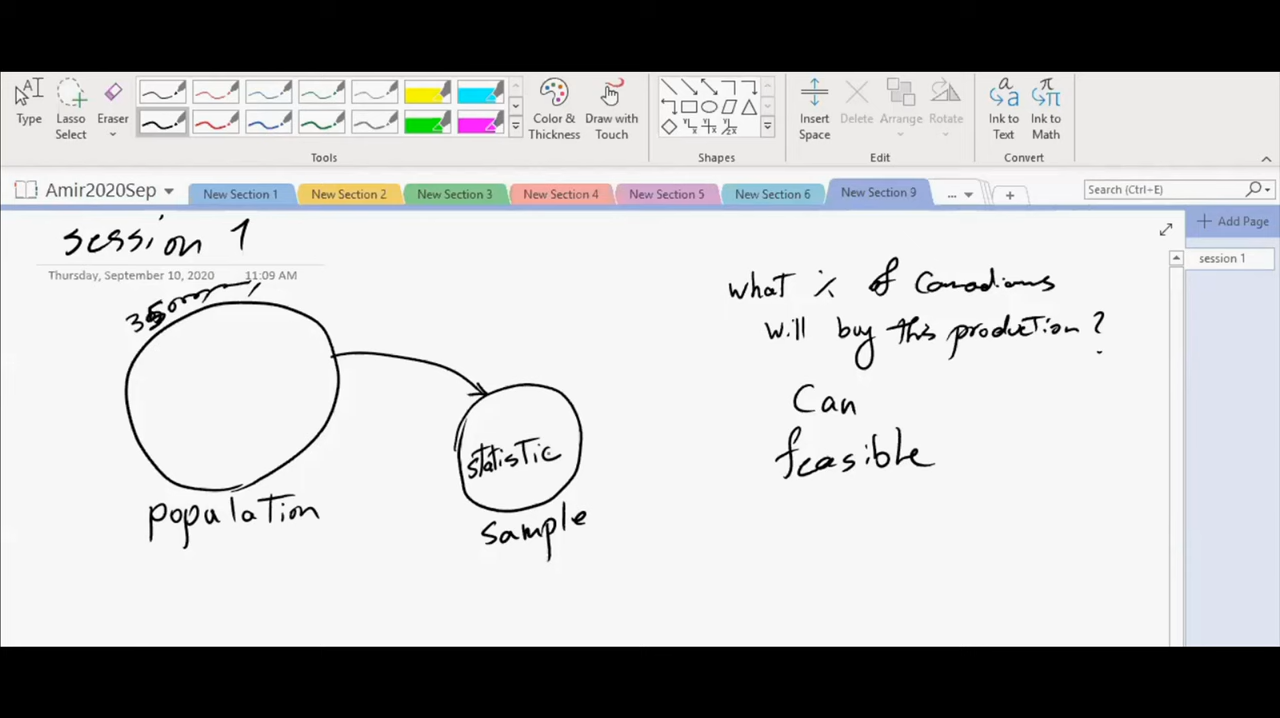 Type
Lasso
Select
Eraser
Color &
Thickness
Draw with
Touch
Insert
Space
Delete
Arrange
Rotate
Ink to
Text
Ink to
Math
Tools
Shapes
Edit
Convert
Amir2020Sep
New Section 1
New Section 2
New Section 3
New Section 4
New Section 5
New Section 6
New Section 9
...
Search (Ctrl+E)
Add Page
session 1
session 1
Thursday, September 10, 2020 11:09 AM
what % of Canadians
will buy this production ?
Can
feasible
statistic
population
sample